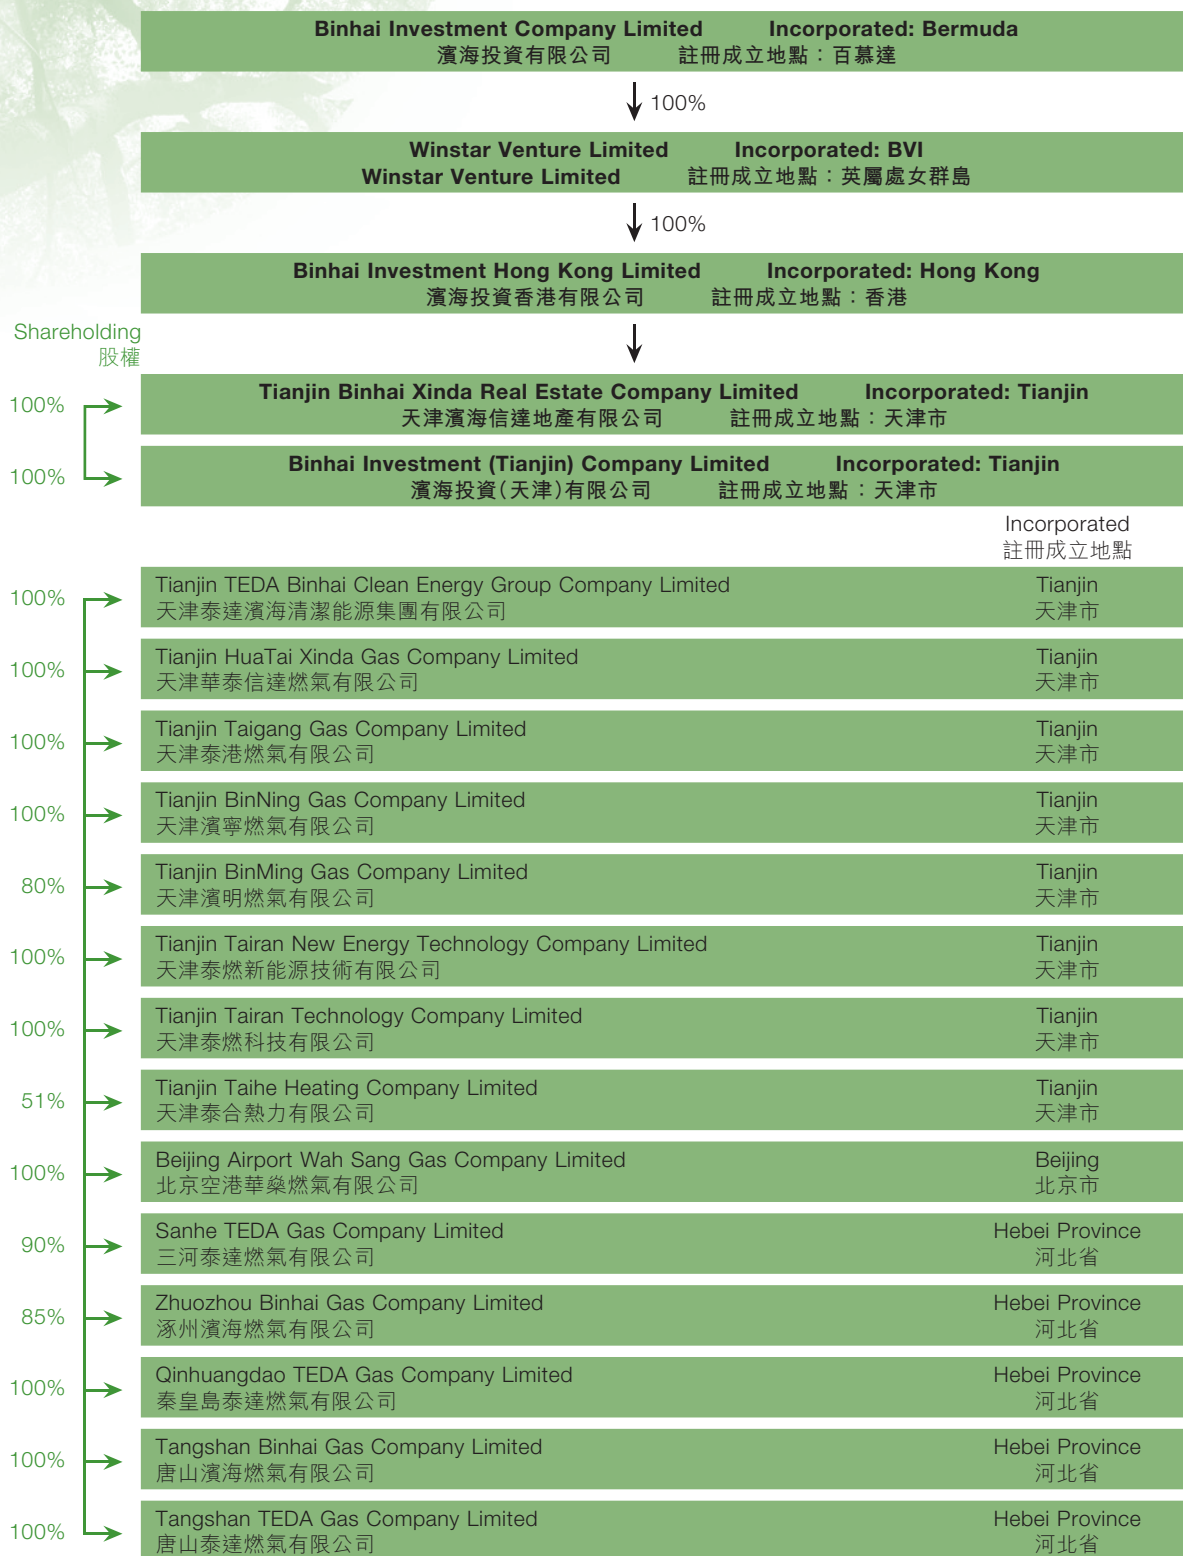 Binhai Investment Company Limited Incorporated: Bermuda
濱海投資有限公司 註冊成立地點：百慕達
100%
Winstar Venture Limited Incorporated: BVI
Winstar Venture Limited 註冊成立地點：英屬處女群島
100%
Binhai Investment Hong Kong Limited Incorporated: Hong Kong
濱海投資香港有限公司 註冊成立地點：香港
Shareholding
股權
100%
Tianjin Binhai Xinda Real Estate Company Limited Incorporated: Tianjin
天津濱海信達地產有限公司 註冊成立地點：天津市
100%
Binhai Investment (Tianjin) Company Limited Incorporated: Tianjin
濱海投資(天津)有限公司 註冊成立地點：天津市
Incorporated
註冊成立地點
100%
Tianjin TEDA Binhai Clean Energy Group Company Limited Tianjin
天津泰達濱海清潔能源集團有限公司 天津市
100%
Tianjin HuaTai Xinda Gas Company Limited Tianjin
天津華泰信達燃氣有限公司 天津市
100%
Tianjin Taigang Gas Company Limited Tianjin
天津泰港燃氣有限公司 天津市
100%
Tianjin BinNing Gas Company Limited Tianjin
天津濱寧燃氣有限公司 天津市
80%
Tianjin BinMing Gas Company Limited Tianjin
天津濱明燃氣有限公司 天津市
100%
Tianjin Tairan New Energy Technology Company Limited Tianjin
天津泰燃新能源技術有限公司 天津市
100%
Tianjin Tairan Technology Company Limited Tianjin
天津泰燃科技有限公司 天津市
51%
Tianjin Taihe Heating Company Limited Tianjin
天津泰合熱力有限公司 天津市
100%
Beijing Airport Wah Sang Gas Company Limited Beijing
北京空港華燊燃氣有限公司 北京市
90%
Sanhe TEDA Gas Company Limited Hebei Province
三河泰達燃氣有限公司 河北省
85%
Zhuozhou Binhai Gas Company Limited Hebei Province
涿州濱海燃氣有限公司 河北省
100%
Qinhuangdao TEDA Gas Company Limited Hebei Province
秦皇島泰達燃氣有限公司 河北省
100%
Tangshan Binhai Gas Company Limited Hebei Province
唐山濱海燃氣有限公司 河北省
100%
Tangshan TEDA Gas Company Limited Hebei Province
唐山泰達燃氣有限公司 河北省